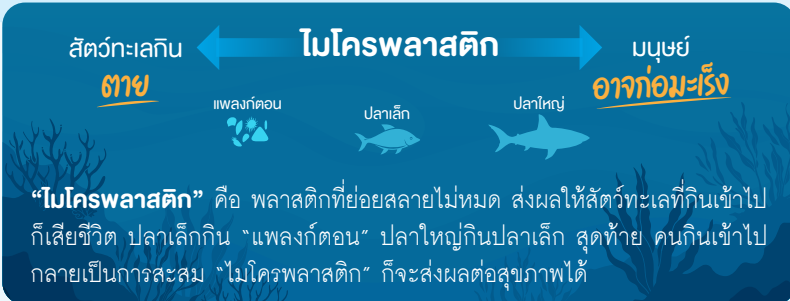 สัตว์ทะเลกิน
ตาย
ไมโครพลาสติก
มนุษย์
อาจก่อมะเร็ง
แพลงก์ตอน
ปลาเล็ก
ปลาใหญ่
“ไมโครพลาสติก” คือ พลาสติกที่ย่อยสลายไม่หมด ส่งผลให้สัตว์ทะเลที่กินเข้าไป
ก็เสียชีวิต ปลาเล็กกิน “แพลงก์ตอน” ปลาใหญ่กินปลาเล็ก สุดท้าย คนกินเข้าไป
กลายเป็นการสะสม “ไมโครพลาสติก” ก็จะส่งผลต่อสุขภาพได้